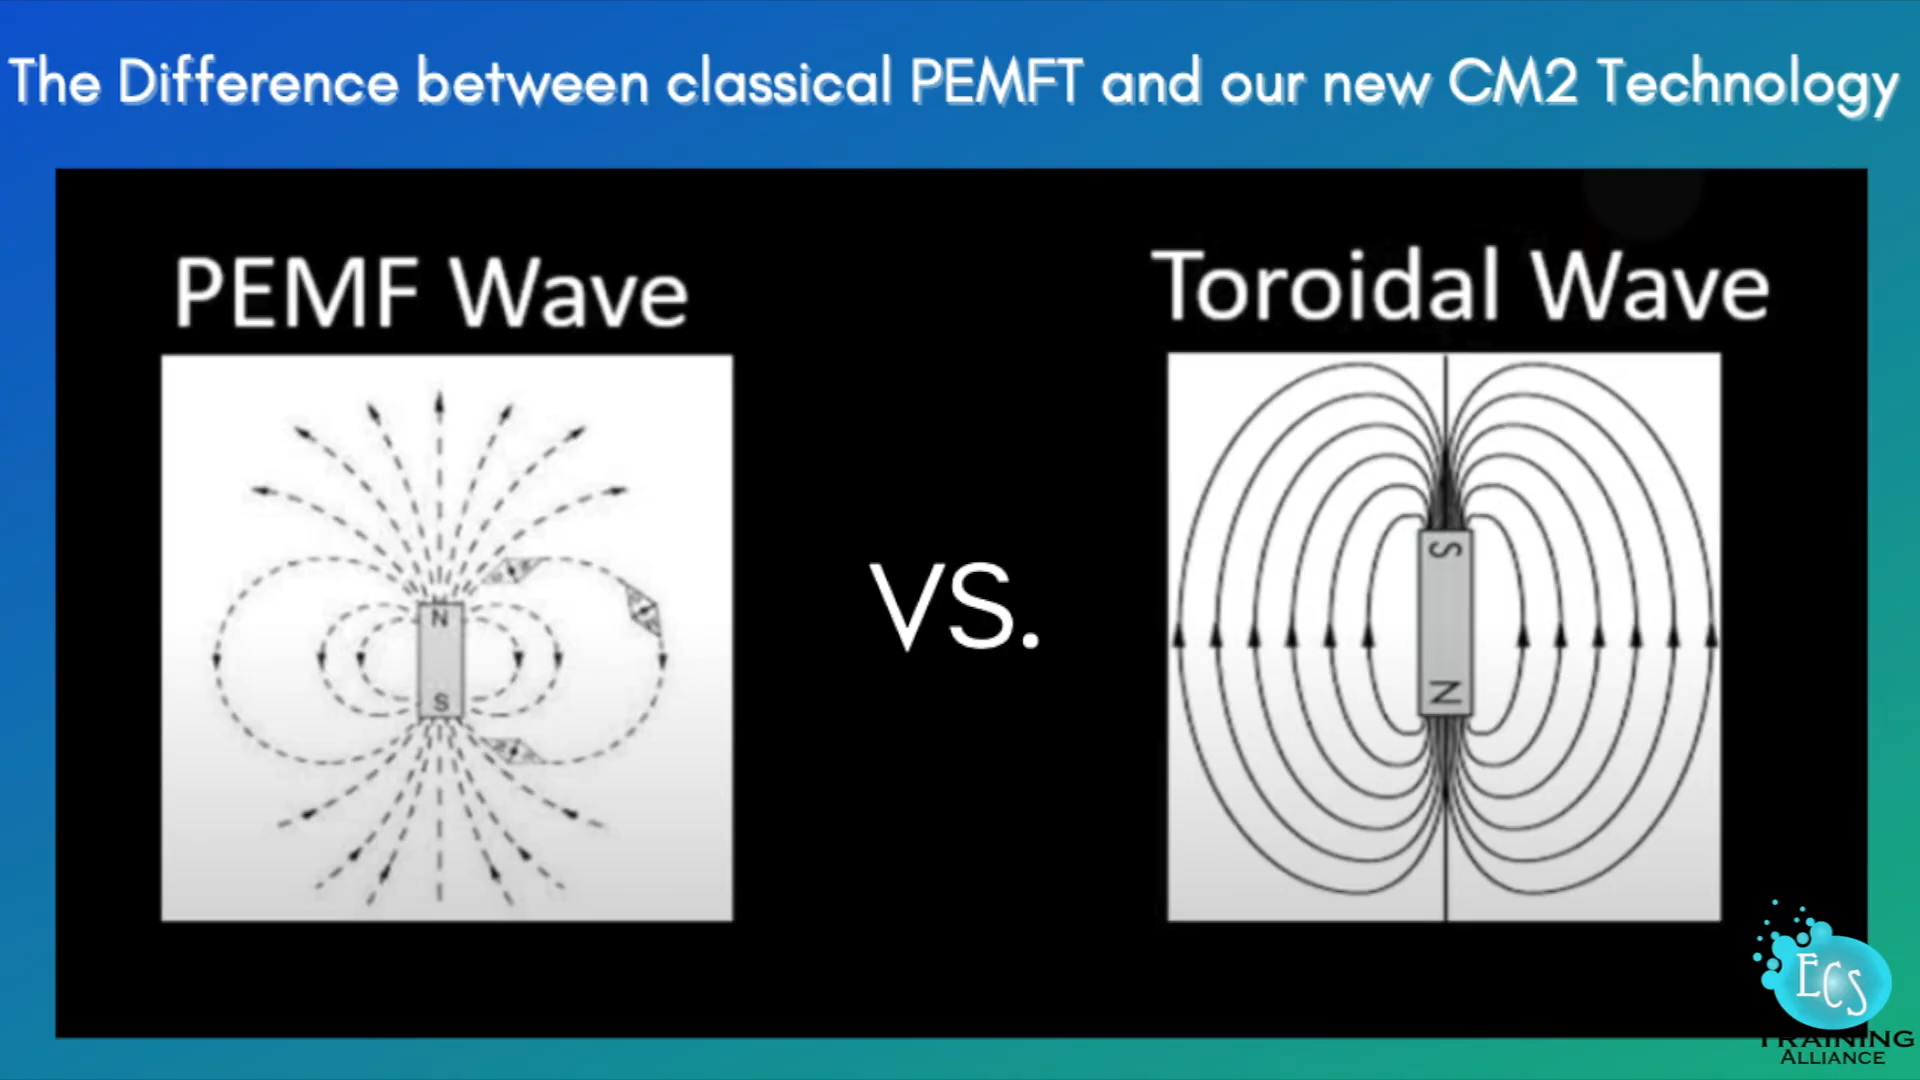 The Difference between classical PEMFT and our new CM2 Technology
PEMF Wave
Toroidal Wave
VS.
N
S
S
N
ECS
TRAINING
ALLIANCE